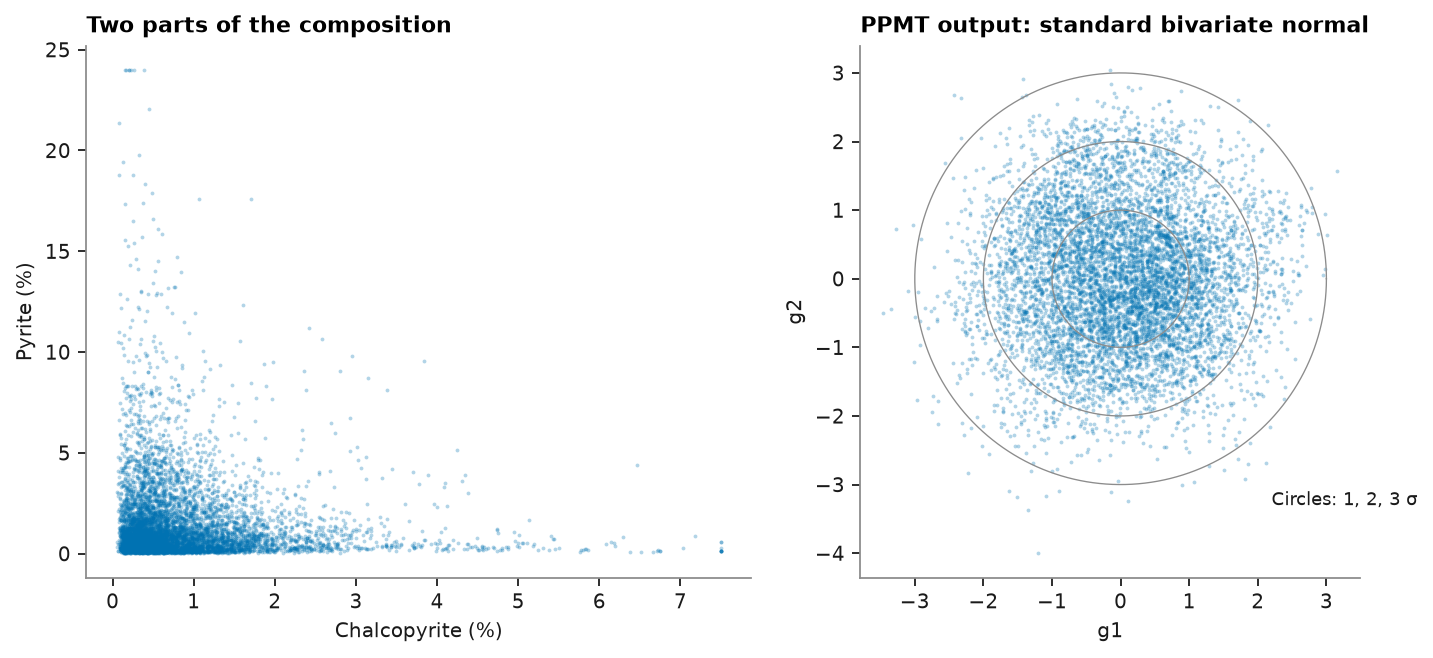 Two parts of the composition
25
20
15
10
5
0
Pyrite (%)
0 1 2 3 4 5 6 7
Chalcopyrite (%)
PPMT output: standard bivariate normal
3
2
1
0
−1
−2
−3
−4
g2
Circles: 1, 2, 3 σ
−3 −2 −1 0 1 2 3
g1